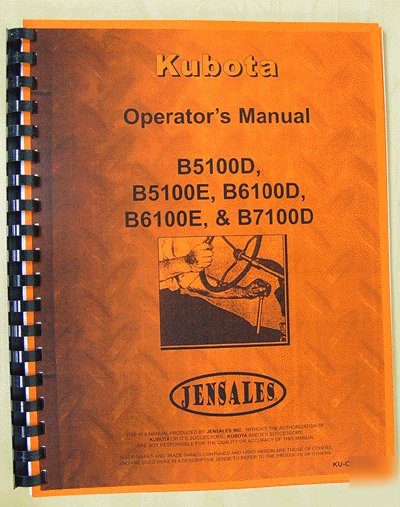 Kubota
Operator's Manual
B5100D,
B5100E, B6100D,
B6100E, & B7100D
JENSALES
THIS IS A MANUAL PRODUCED BY JENSALES INC. WITHOUT THE AUTHORIZATION OF
KUBOTA OR IT'S SUCCESSORS. KUBOTA AND IT'S SUCCESSORS
ARE NOT RESPONSIBLE FOR THE QUALITY OR ACCURACY OF THIS MANUAL.
TRADE MARKS AND TRADE NAMES CONTAINED AND USED HEREIN ARE THOSE OF OTHERS,
AND ARE USED HERE IN A DESCRIPTIVE SENSE TO REFER TO THE PRODUCTS OF OTHERS.